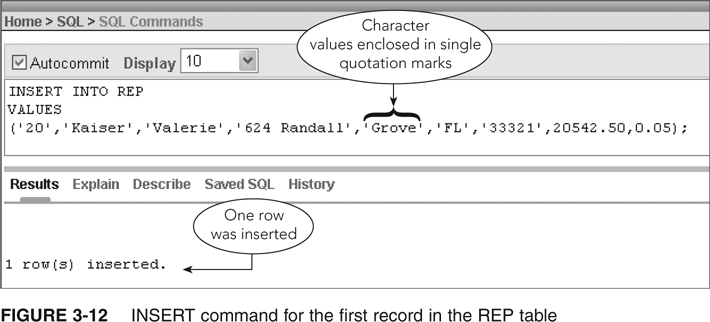 Home > SQL > SQL Commands
Character
values enclosed in single
quotation marks
Autocommit Display 10
INSERT INTO REP
VALUES
('20','Kaiser','Valerie','624 Randall','Grove','FL','33321',20542.50,0.05);
Results Explain Describe Saved SQL History
One row
was inserted
1 row(s) inserted.
FIGURE 3-12 INSERT command for the first record in the REP table